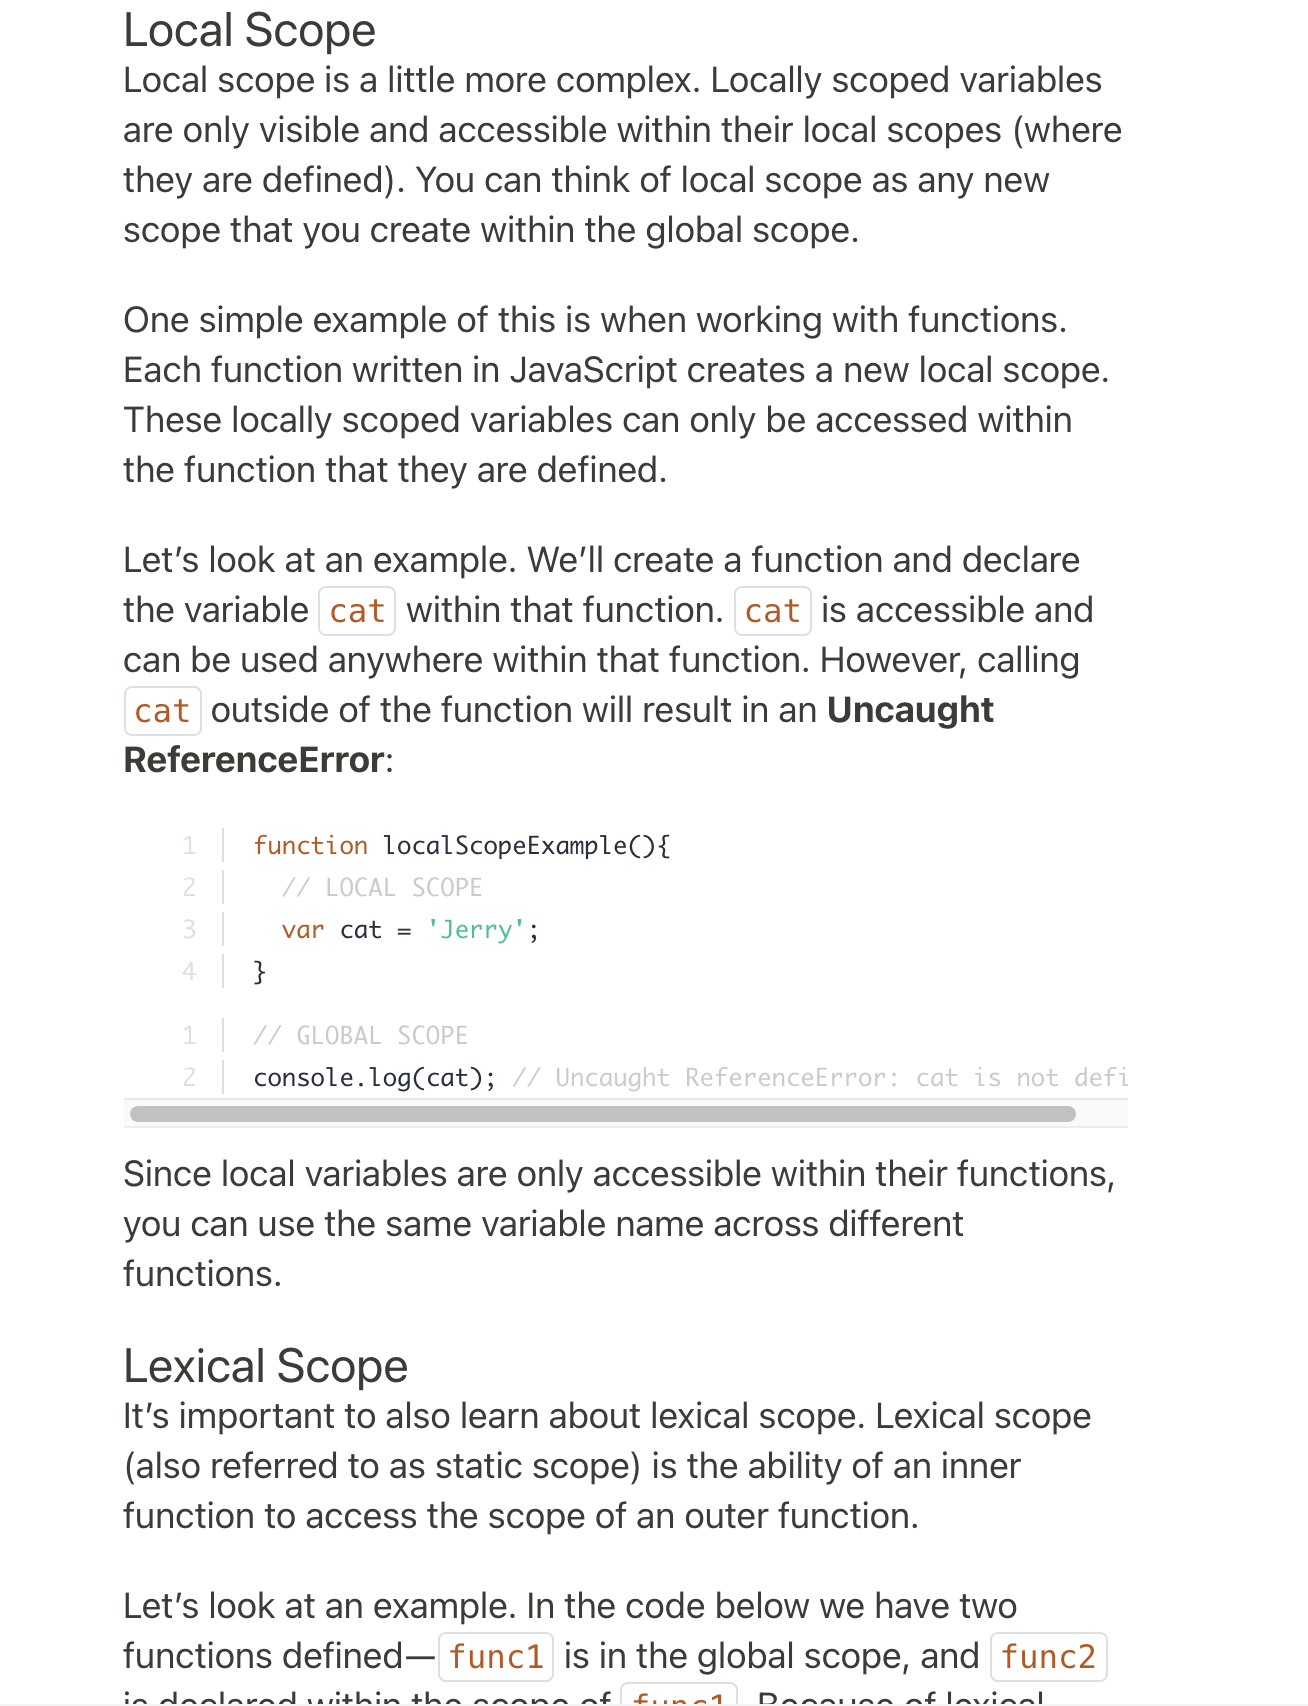 Local Scope
Local scope is a little more complex. Locally scoped variables
are only visible and accessible within their local scopes (where
they are defined). You can think of local scope as any new
scope that you create within the global scope.
One simple example of this is when working with functions.
Each function written in JavaScript creates a new local scope.
These locally scoped variables can only be accessed within
the function that they are defined.
Let’s look at an example. We’ll create a function and declare
the variable cat within that function. cat is accessible and
can be used anywhere within that function. However, calling
cat outside of the function will result in an Uncaught
ReferenceError:
1 function localScopeExample(){
2 // LOCAL SCOPE
3 var cat = 'Jerry';
4 }
1 // GLOBAL SCOPE
2 console.log(cat); // Uncaught ReferenceError: cat is not defi
Since local variables are only accessible within their functions,
you can use the same variable name across different
functions.
Lexical Scope
It’s important to also learn about lexical scope. Lexical scope
(also referred to as static scope) is the ability of an inner
function to access the scope of an outer function.
Let’s look at an example. In the code below we have two
functions defined—func1 is in the global scope, and func2
is declared within the scope of func1. Because of lexical